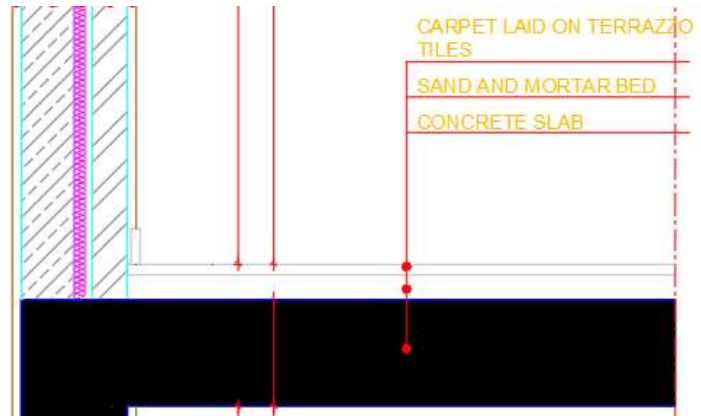 CARPET LAID ON TERRAZZO
TILES
SAND AND MORTAR BED
CONCRETE SLAB